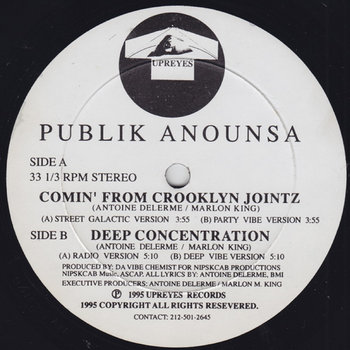 UPREYES
PUBLIK ANOUNSA
SIDE A
33 1/3 RPM STEREO
COMIN' FROM CROOKLYN JOINTZ
(ANTOINE DELERME / MARLON KING)
(A) STREET GALACTIC VERSION 3:55 (B) PARTY VIBE VERSION 3:55
SIDE B DEEP CONCENTRATION
(ANTOINE DELERME / MARLON KING)
(A) RADIO VERSION 5:10 (B) DEEP VIBE VERSION 5:10
PRODUCED BY: DA VIBE CHEMIST FOR NIPSKCAB PRODUCTIONS
NIPSKCAB Music, ASCAP. ALL LYRICS BY: ANTOINE DELERME, BMI
EXECUTIVE PRODUCERS: ANTOINE DELERME / MARLON M. KING
℗ 1995 UPREYES RECORDS
1995 COPYRIGHT ALL RIGHTS RESEVERED.
CONTACT: 212-501-2645